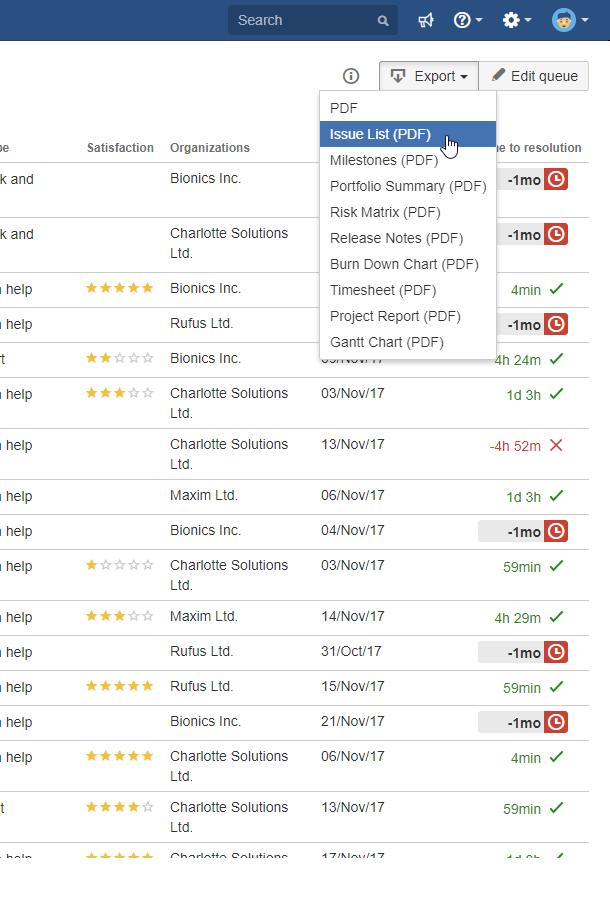 Search
Export
Edit queue
PDF
Issue List (PDF)
Milestones (PDF)
Portfolio Summary (PDF)
Risk Matrix (PDF)
Release Notes (PDF)
Burn Down Chart (PDF)
Timesheet (PDF)
Project Report (PDF)
Gantt Chart (PDF)
pe Satisfaction Organizations e to resolution
k and Bionics Inc. -1mo
k and Charlotte Solutions -1mo
Ltd.
help Bionics Inc. 4min
help Rufus Ltd. -1mo
t Bionics Inc. 09/Nov/17 4h 24m
help Charlotte Solutions 03/Nov/17 1d 3h
Ltd.
help Charlotte Solutions 13/Nov/17 -4h 52m
Ltd.
help Maxim Ltd. 06/Nov/17 1d 3h
help Bionics Inc. 04/Nov/17 -1mo
help Charlotte Solutions 03/Nov/17 59min
Ltd.
help Maxim Ltd. 14/Nov/17 4h 29m
help Rufus Ltd. 31/Oct/17 -1mo
help Rufus Ltd. 15/Nov/17 59min
help Bionics Inc. 21/Nov/17 -1mo
help Charlotte Solutions 06/Nov/17 4min
Ltd.
t Charlotte Solutions 13/Nov/17 59min
Ltd.
help Charlotte Solutions 17/Nov/17